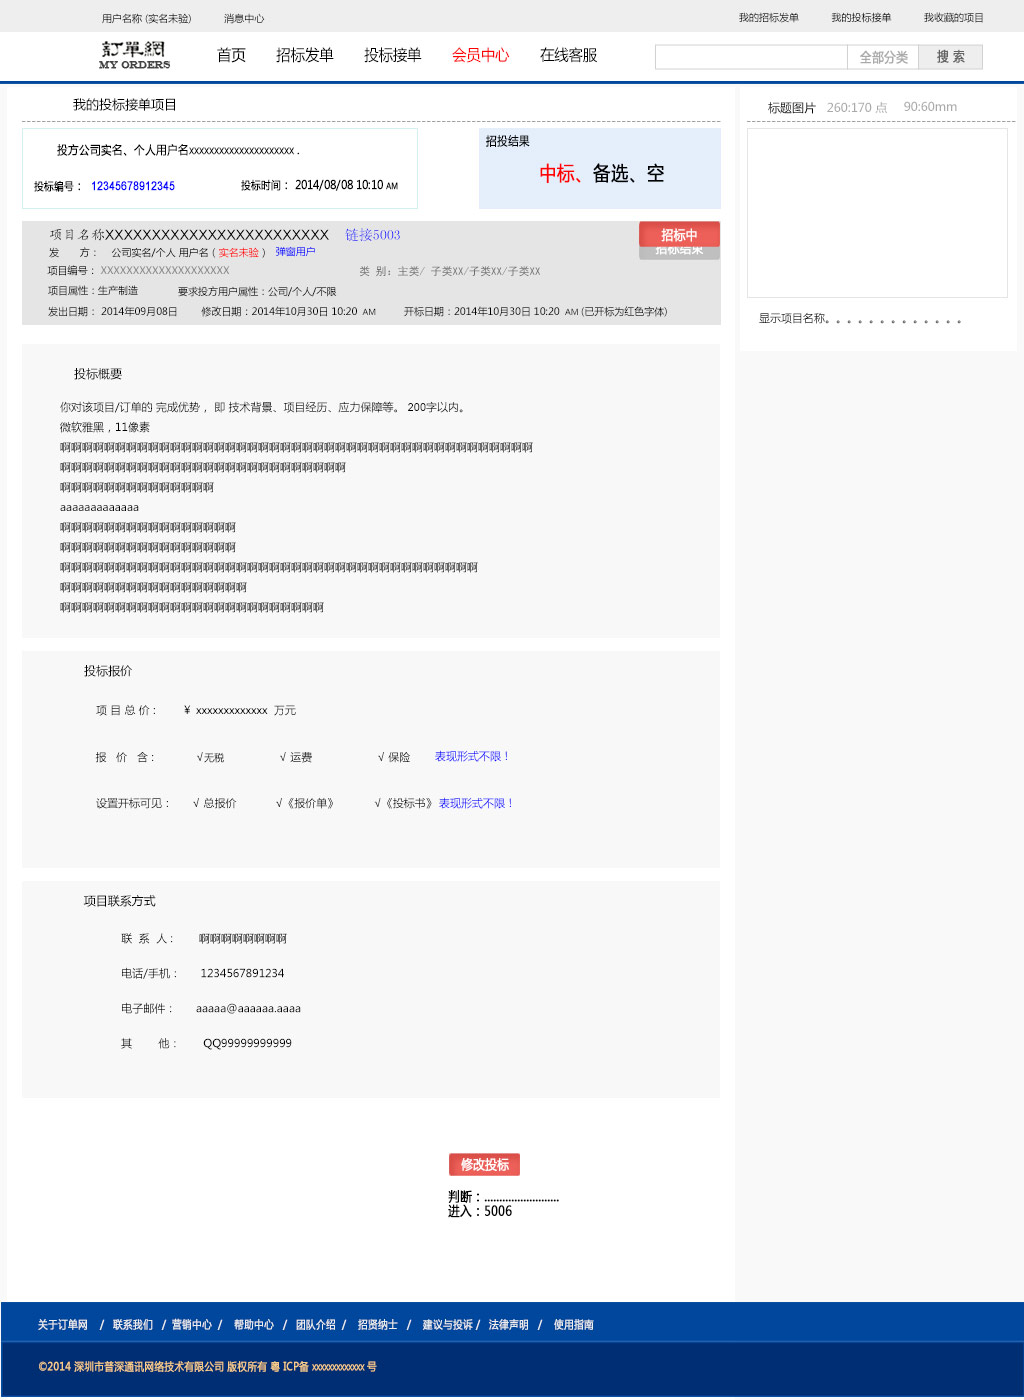 用户名称 (实名未验) 消息中心 我的招标发单 我的投标接单 我收藏的项目
訂單網
MY ORDERS
首页 招标发单 投标接单 会员中心 在线客服 全部分类 搜 索
我的投标接单项目
标题图片 260:170 点 90:60mm
投方公司实名、个人用户名xxxxxxxxxxxxxxxxxxxxx .
投标编号： 12345678912345 投标时间： 2014/08/08 10:10 AM
招投结果
中标、备选、空
项目名称XXXXXXXXXXXXXXXXXXXXXXXX 链接5003 招标中
招标结果
发 方： 公司实名/个人 用户名 ( 实名未验 ) 弹窗用户
项目编号： XXXXXXXXXXXXXXXXXXXX 类 别：主类/ 子类XX/子类XX/子类XX
项目属性：生产制造 要求投方用户属性：公司/个人/不限
发出日期： 2014年09月08日 修改日期：2014年10月30日 10:20 AM 开标日期：2014年10月30日 10:20 AM (已开标为红色字体)
显示项目名称。。。。。。。。。。。。。
投标概要
你对该项目/订单的 完成优势， 即 技术背景、项目经历、应力保障等。 200字以内。
微软雅黑，11像素
啊啊啊啊啊啊啊啊啊啊啊啊啊啊啊啊啊啊啊啊啊啊啊啊啊啊啊啊啊啊啊啊啊啊啊啊啊啊啊啊啊啊啊
啊啊啊啊啊啊啊啊啊啊啊啊啊啊啊啊啊啊啊啊啊啊啊啊啊啊
啊啊啊啊啊啊啊啊啊啊啊啊啊啊
aaaaaaaaaaaaa
啊啊啊啊啊啊啊啊啊啊啊啊啊啊啊啊
啊啊啊啊啊啊啊啊啊啊啊啊啊啊啊啊
啊啊啊啊啊啊啊啊啊啊啊啊啊啊啊啊啊啊啊啊啊啊啊啊啊啊啊啊啊啊啊啊啊啊啊啊啊啊
啊啊啊啊啊啊啊啊啊啊啊啊啊啊啊啊啊
啊啊啊啊啊啊啊啊啊啊啊啊啊啊啊啊啊啊啊啊啊啊啊啊
投标报价
项 目 总 价： ¥ xxxxxxxxxxxxx 万元
报 价 含： √无税 √ 运费 √ 保险 表现形式不限！
设置开标可见： √ 总报价 √《报价单》 √《投标书》 表现形式不限！
项目联系方式
联 系 人： 啊啊啊啊啊啊啊啊
电话/手机： 1234567891234
电子邮件： aaaaa@aaaaaa.aaaa
其 他： QQ99999999999
修改投标
判断：.........................
进入：5006
关于订单网 / 联系我们 / 营销中心 / 帮助中心 / 团队介绍 / 招贤纳士 / 建议与投诉 / 法律声明 / 使用指南
©2014 深圳市普深通讯网络技术有限公司 版权所有 粤 ICP备 xxxxxxxxxxxx 号